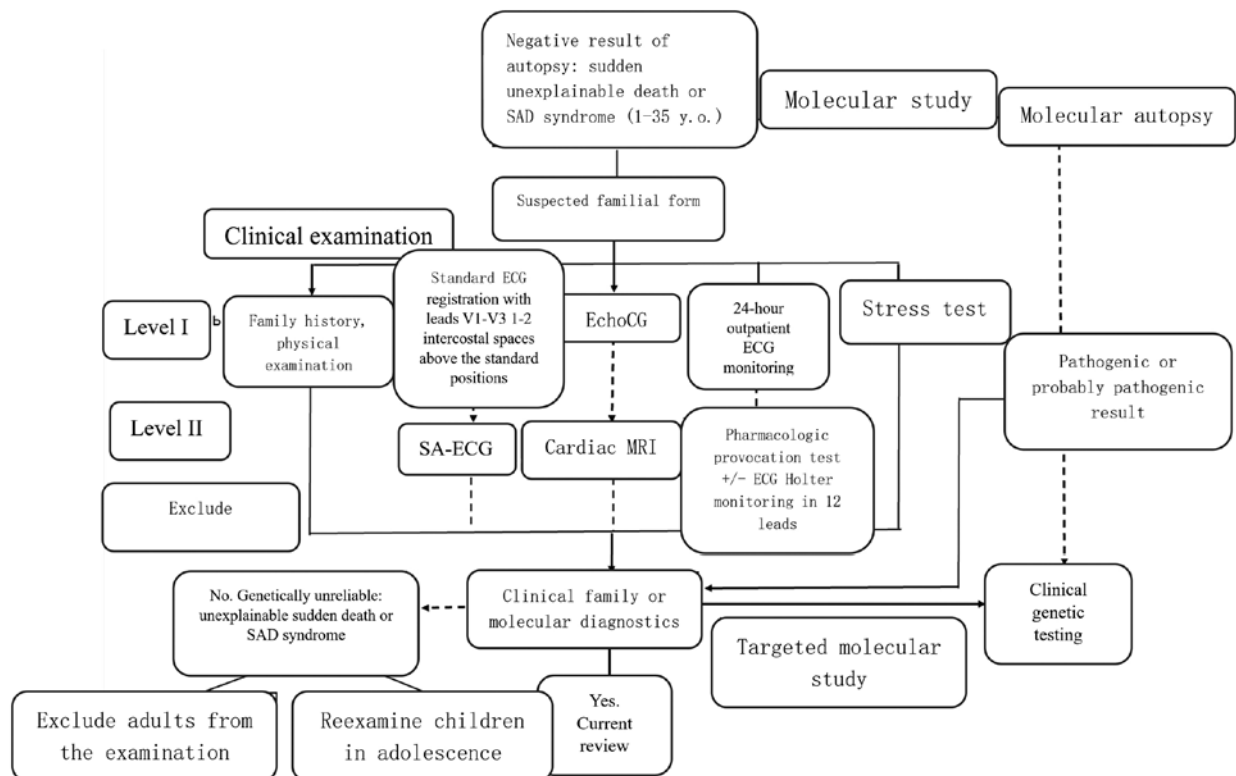 Negative result of
autopsy: sudden
unexplainable death or
SAD syndrome (1-35 y.o.)
Molecular study
Molecular autopsy
Suspected familial form
Clinical examination
Level I
b
Family history,
physical
examination
Standard ECG
registration with
leads V1-V3 1-2
intercostal spaces
above the standard
positions
EchoCG
24-hour
outpatient
ECG
monitoring
Stress test
Pathogenic or
probably pathogenic
result
Level II
SA-ECG
Cardiac MRI
Pharmacologic
provocation test
+/- ECG Holter
monitoring in 12
leads
Exclude
No. Genetically unreliable:
unexplainable sudden death or
SAD syndrome
Clinical family or
molecular diagnostics
Clinical
genetic
testing
Targeted molecular
study
Exclude adults from
the examination
Reexamine children
in adolescence
Yes.
Current
review